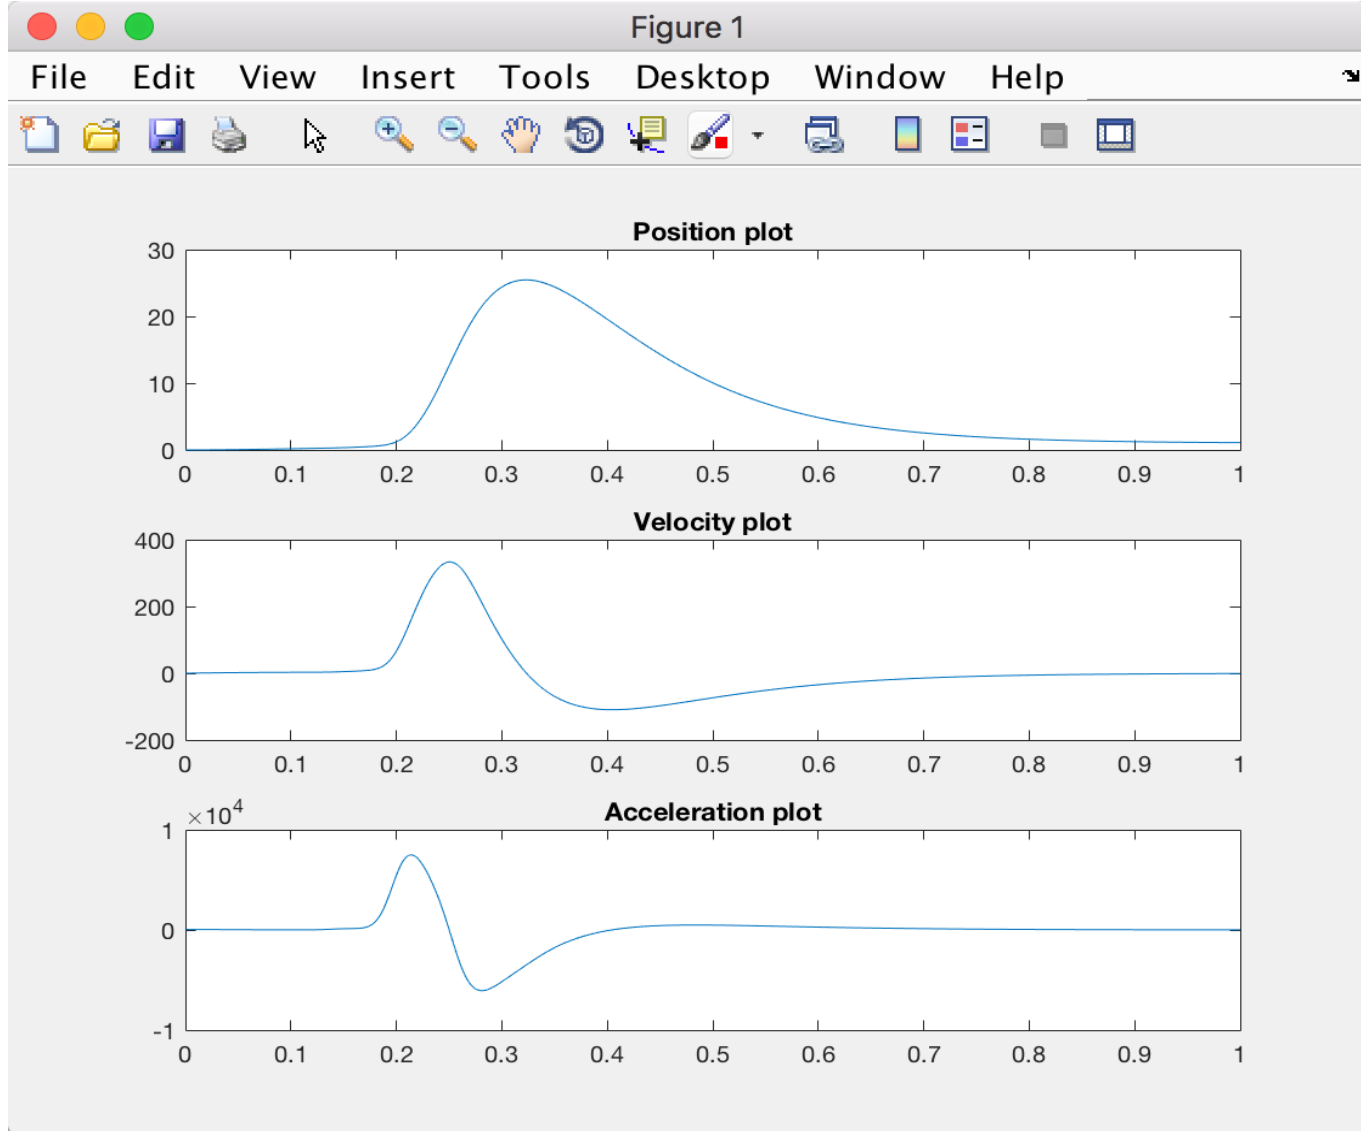 Figure 1
File Edit View Insert Tools Desktop Window Help
Position plot
30
20
10
0
0 0.1 0.2 0.3 0.4 0.5 0.6 0.7 0.8 0.9 1
Velocity plot
400
200
0
-200
0 0.1 0.2 0.3 0.4 0.5 0.6 0.7 0.8 0.9 1
Acceleration plot
×10⁴
1
0
-1
0 0.1 0.2 0.3 0.4 0.5 0.6 0.7 0.8 0.9 1